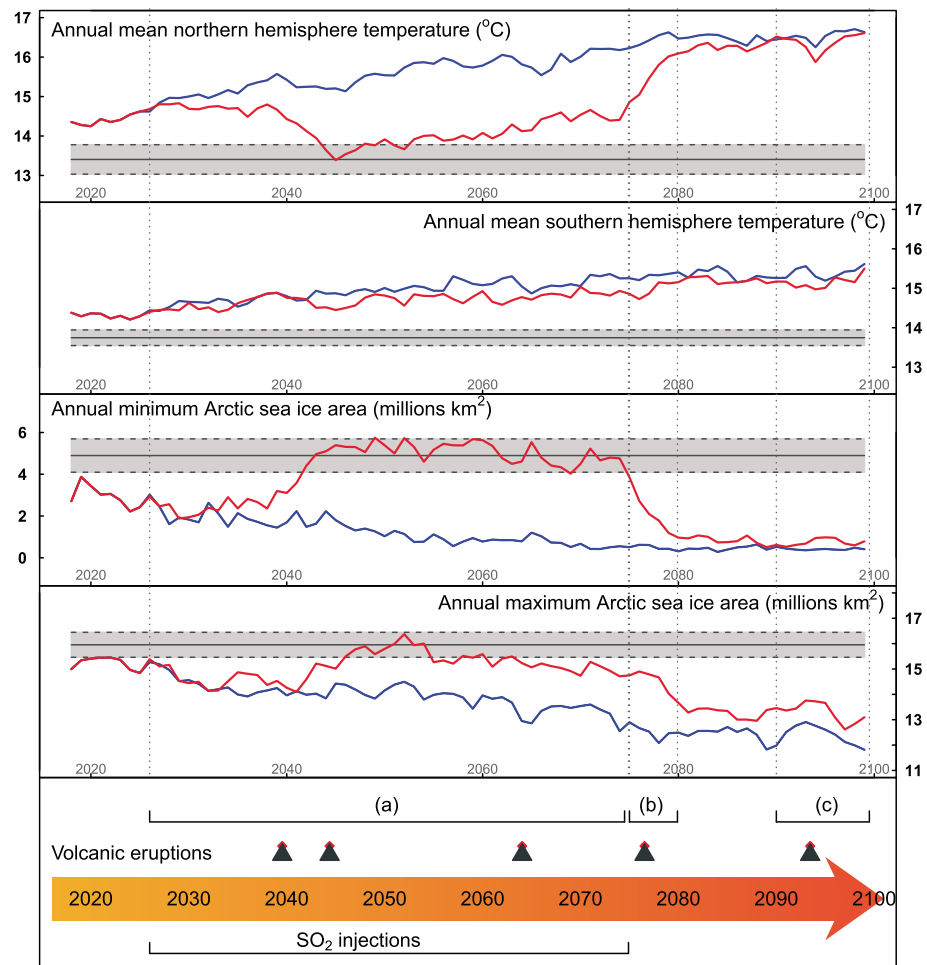 17
Annual mean northern hemisphere temperature (°C)
16
15
14
13
2020 2040 2060 2080 2100
17
Annual mean southern hemisphere temperature (°C)
16
15
14
13
2020 2040 2060 2080 2100
Annual minimum Arctic sea ice area (millions km²)
6
4
2
0
2020 2040 2060 2080 2100
Annual maximum Arctic sea ice area (millions km²)
17
15
13
11
2020 2040 2060 2080 2100
(a) (b) (c)
Volcanic eruptions
2020 2030 2040 2050 2060 2070 2080 2090 2100
SO₂ injections